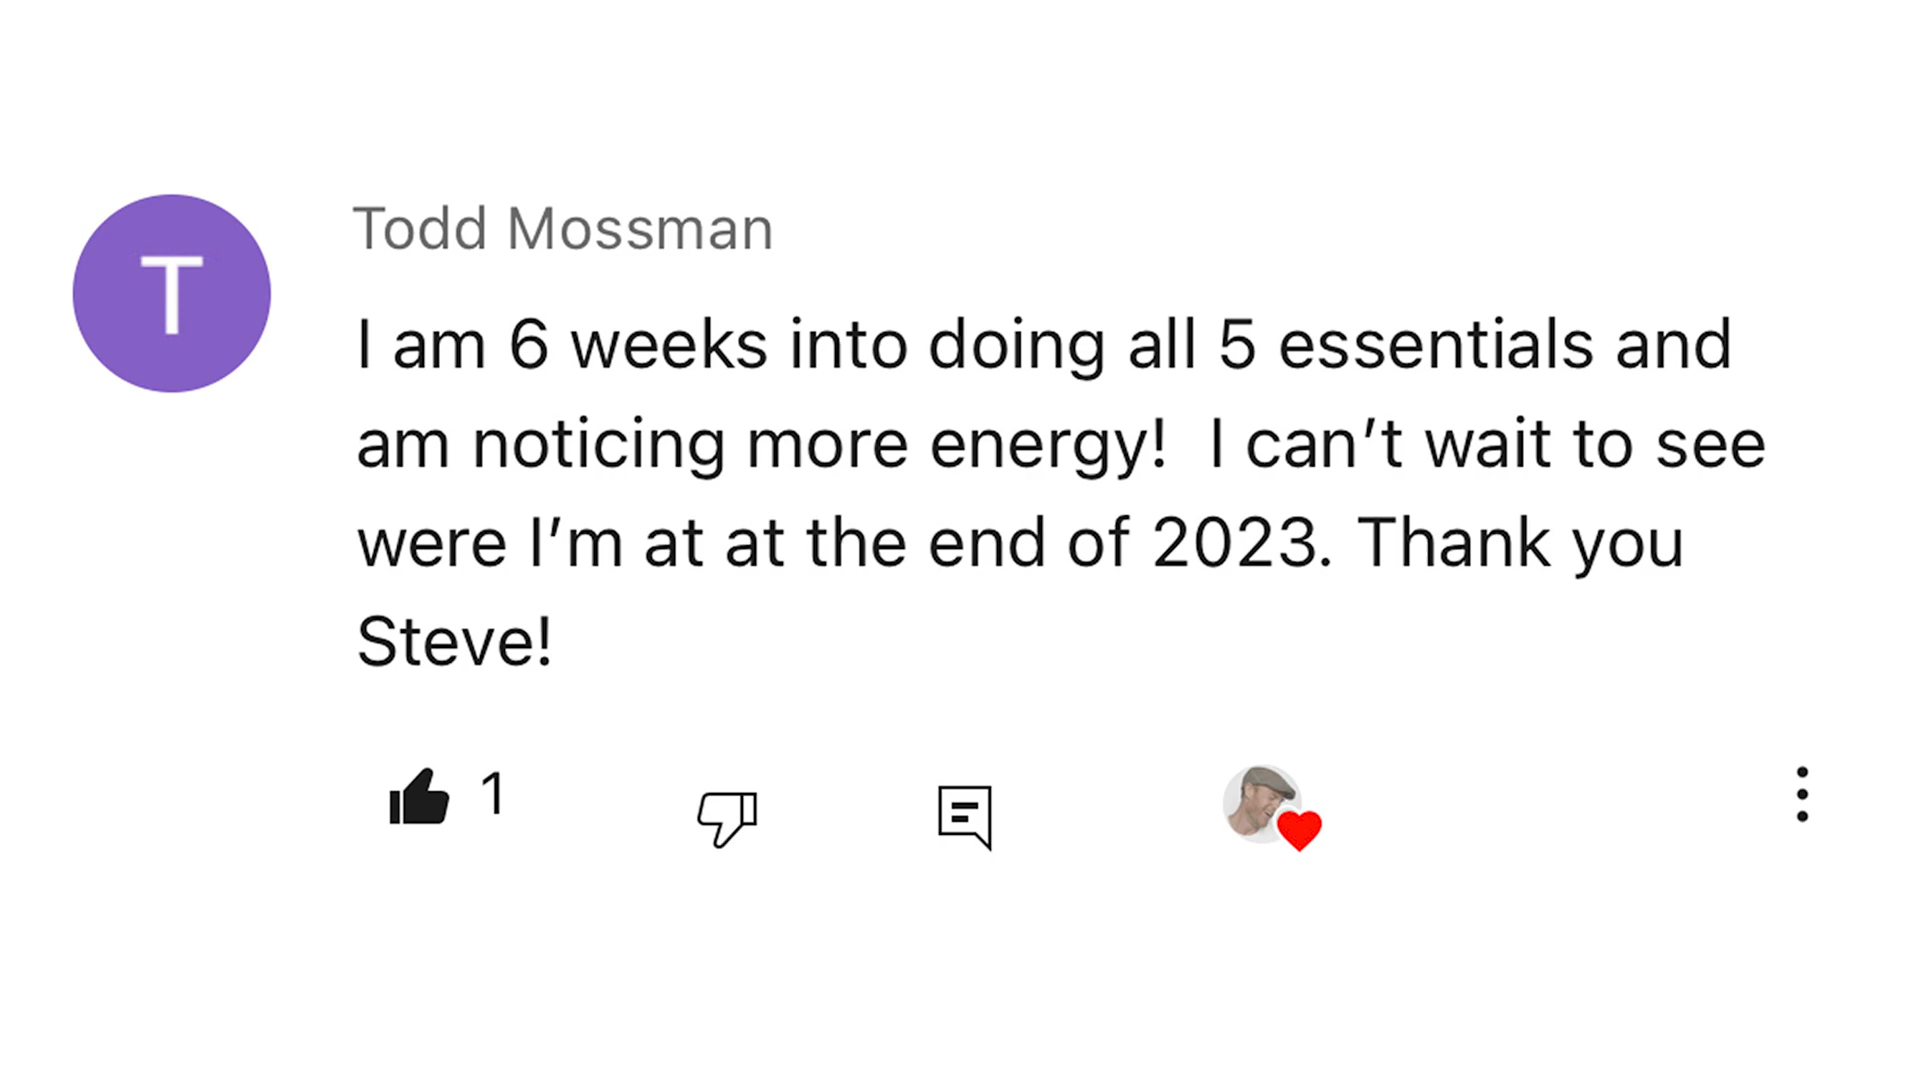 T
Todd Mossman
I am 6 weeks into doing all 5 essentials and
am noticing more energy!  I can’t wait to see
were I’m at at the end of 2023. Thank you
Steve!
1